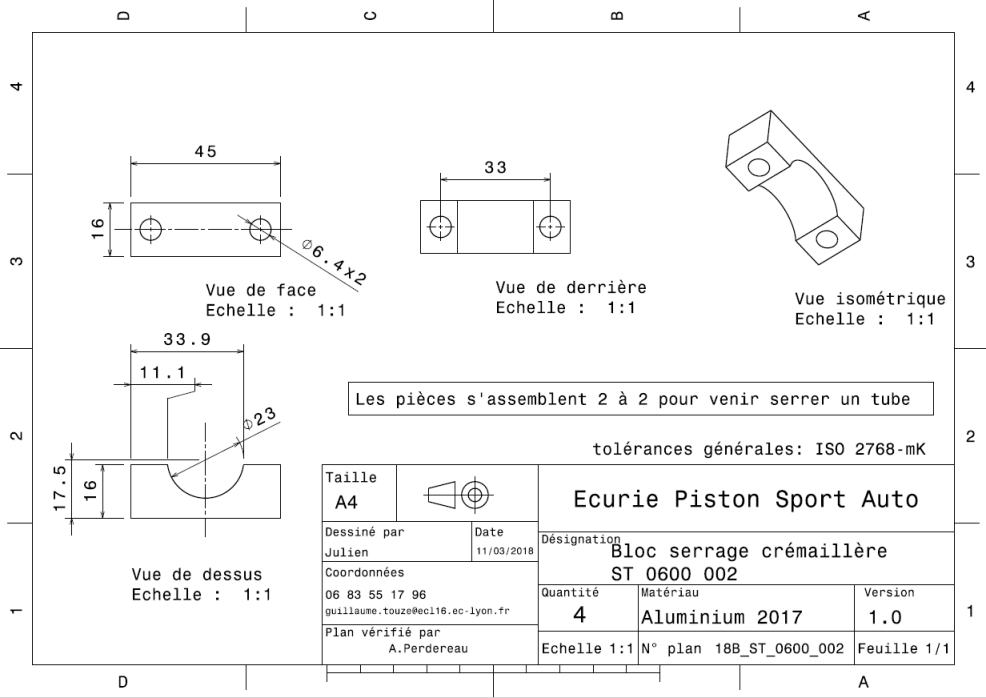 D C B A
4 4
45
33
16
⌀6.4x2
3 3
Vue de face
Echelle : 1:1
Vue de derrière
Echelle : 1:1
Vue isométrique
Echelle : 1:1
33.9
11.1
⌀23
17.5
16
2 2
Les pièces s'assemblent 2 à 2 pour venir serrer un tube
tolérances générales: ISO 2768-mK
Vue de dessus
Echelle : 1:1
Taille
A4
Ecurie Piston Sport Auto
Dessiné par
Julien
Date
11/03/2018
Désignation
Bloc serrage crémaillère
ST 0600 002
Coordonnées
06 83 55 17 96
guillaume.touze@ecl16.ec-lyon.fr
Quantité
4
Matériau
Aluminium 2017
Version
1.0
Plan vérifié par
A.Perdereau
Echelle 1:1
N° plan 18B_ST_0600_002
Feuille 1/1
1 1
D A